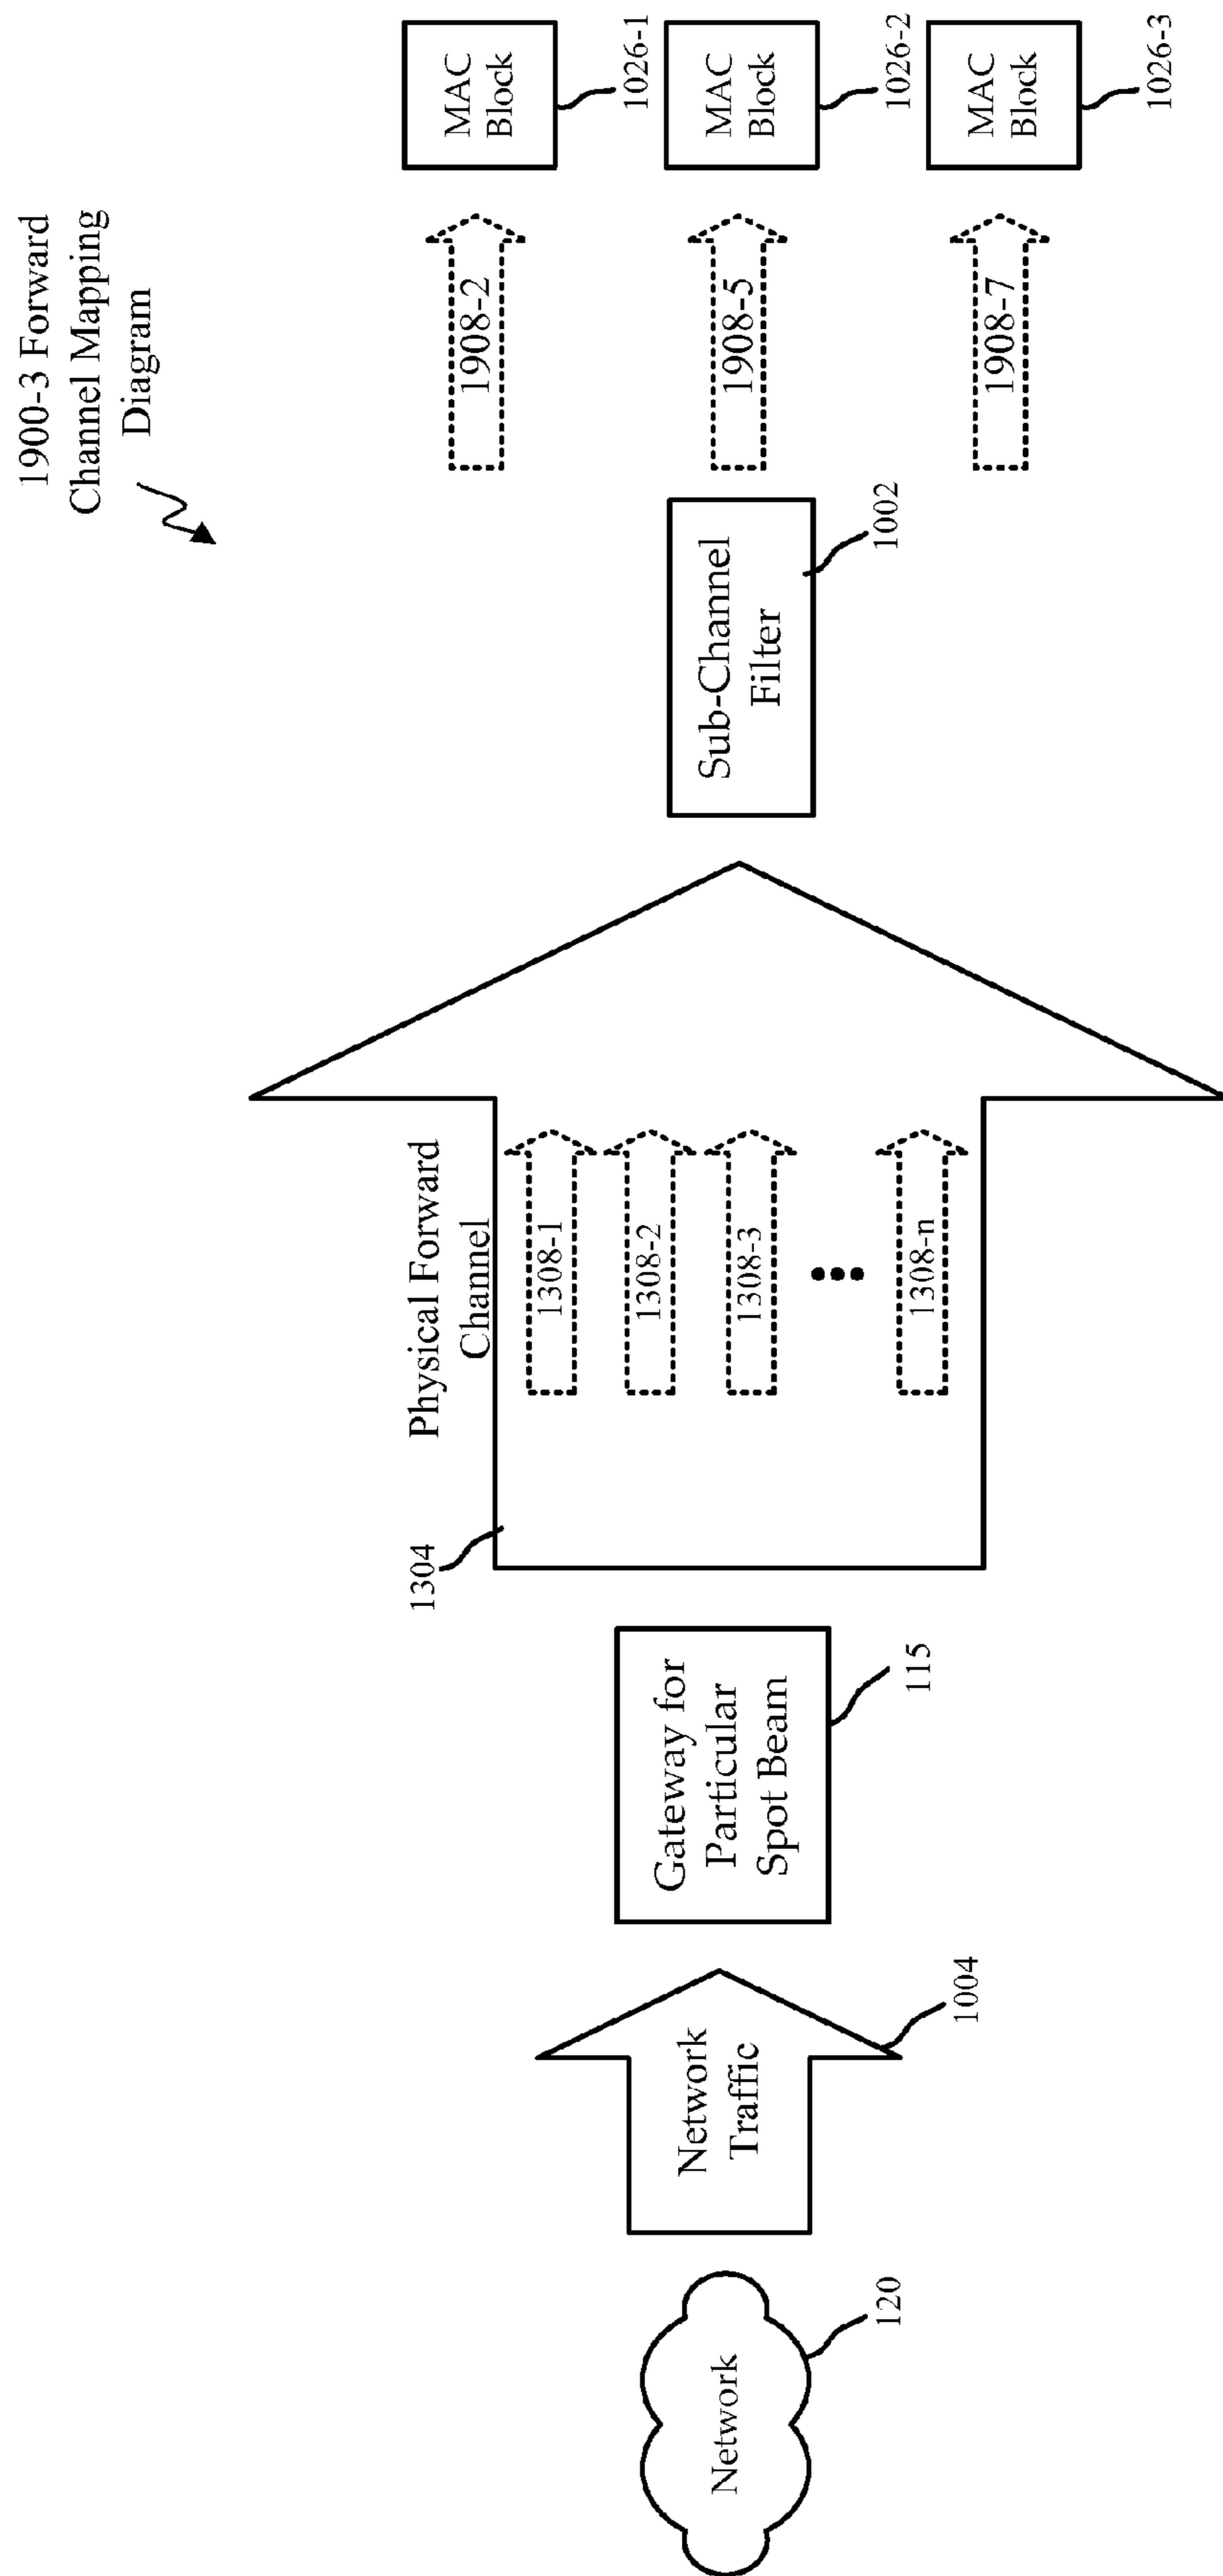 1900-3 Forward
Channel Mapping
Diagram
Network
120
Network
Traffic
1004
Gateway for
Particular
Spot Beam
115
1304
Physical Forward
Channel
1308-1
1308-2
1308-3
•••
1308-n
Sub-Channel
Filter
1002
1908-2
1908-5
1908-7
MAC
Block
1026-1
MAC
Block
1026-2
MAC
Block
1026-3